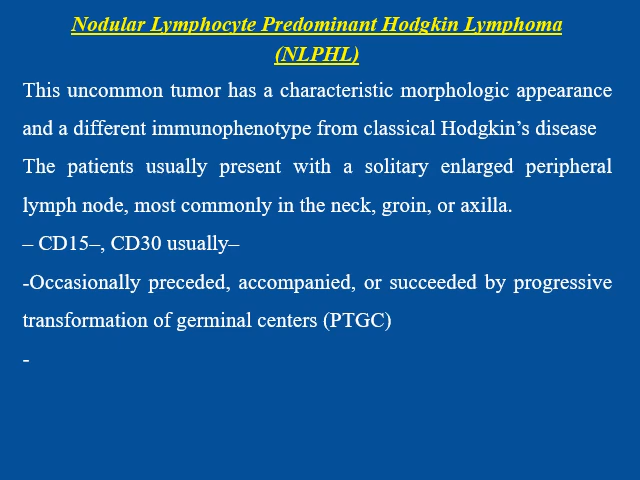 Nodular Lymphocyte Predominant Hodgkin Lymphoma
(NLPHL)
This uncommon tumor has a characteristic morphologic appearance
and a different immunophenotype from classical Hodgkin’s disease
The patients usually present with a solitary enlarged peripheral
lymph node, most commonly in the neck, groin, or axilla.
– CD15–, CD30 usually–
-Occasionally preceded, accompanied, or succeeded by progressive
transformation of germinal centers (PTGC)
-